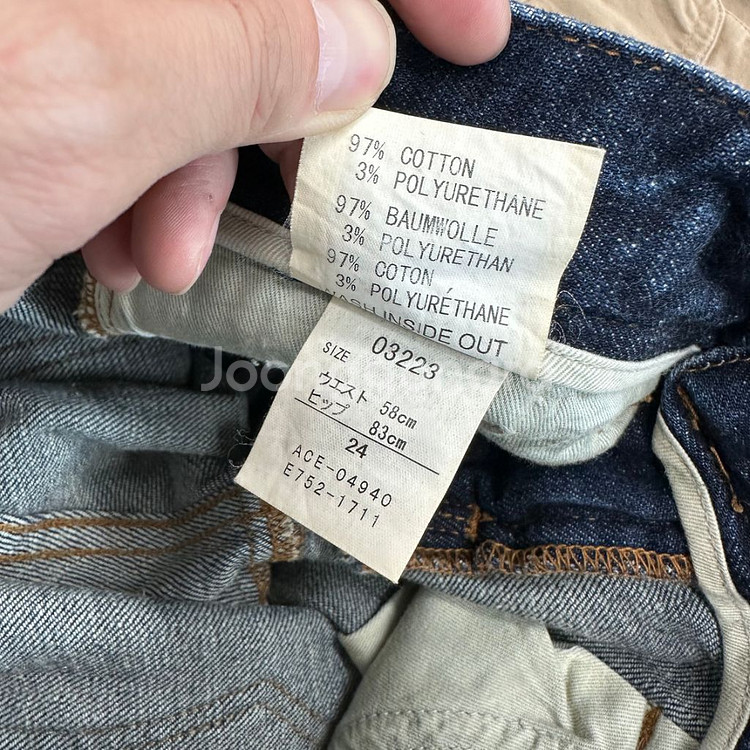 97% COTTON
3% POLYURETHANE
97% BAUMWOLLE
3% POLYURETHAN
97% COTON
3% POLYURÉTHANE
WASH INSIDE OUT
SIZE 03223
ウエスト 58cm
ヒップ 83cm
24
ACE-04940
E752-1711